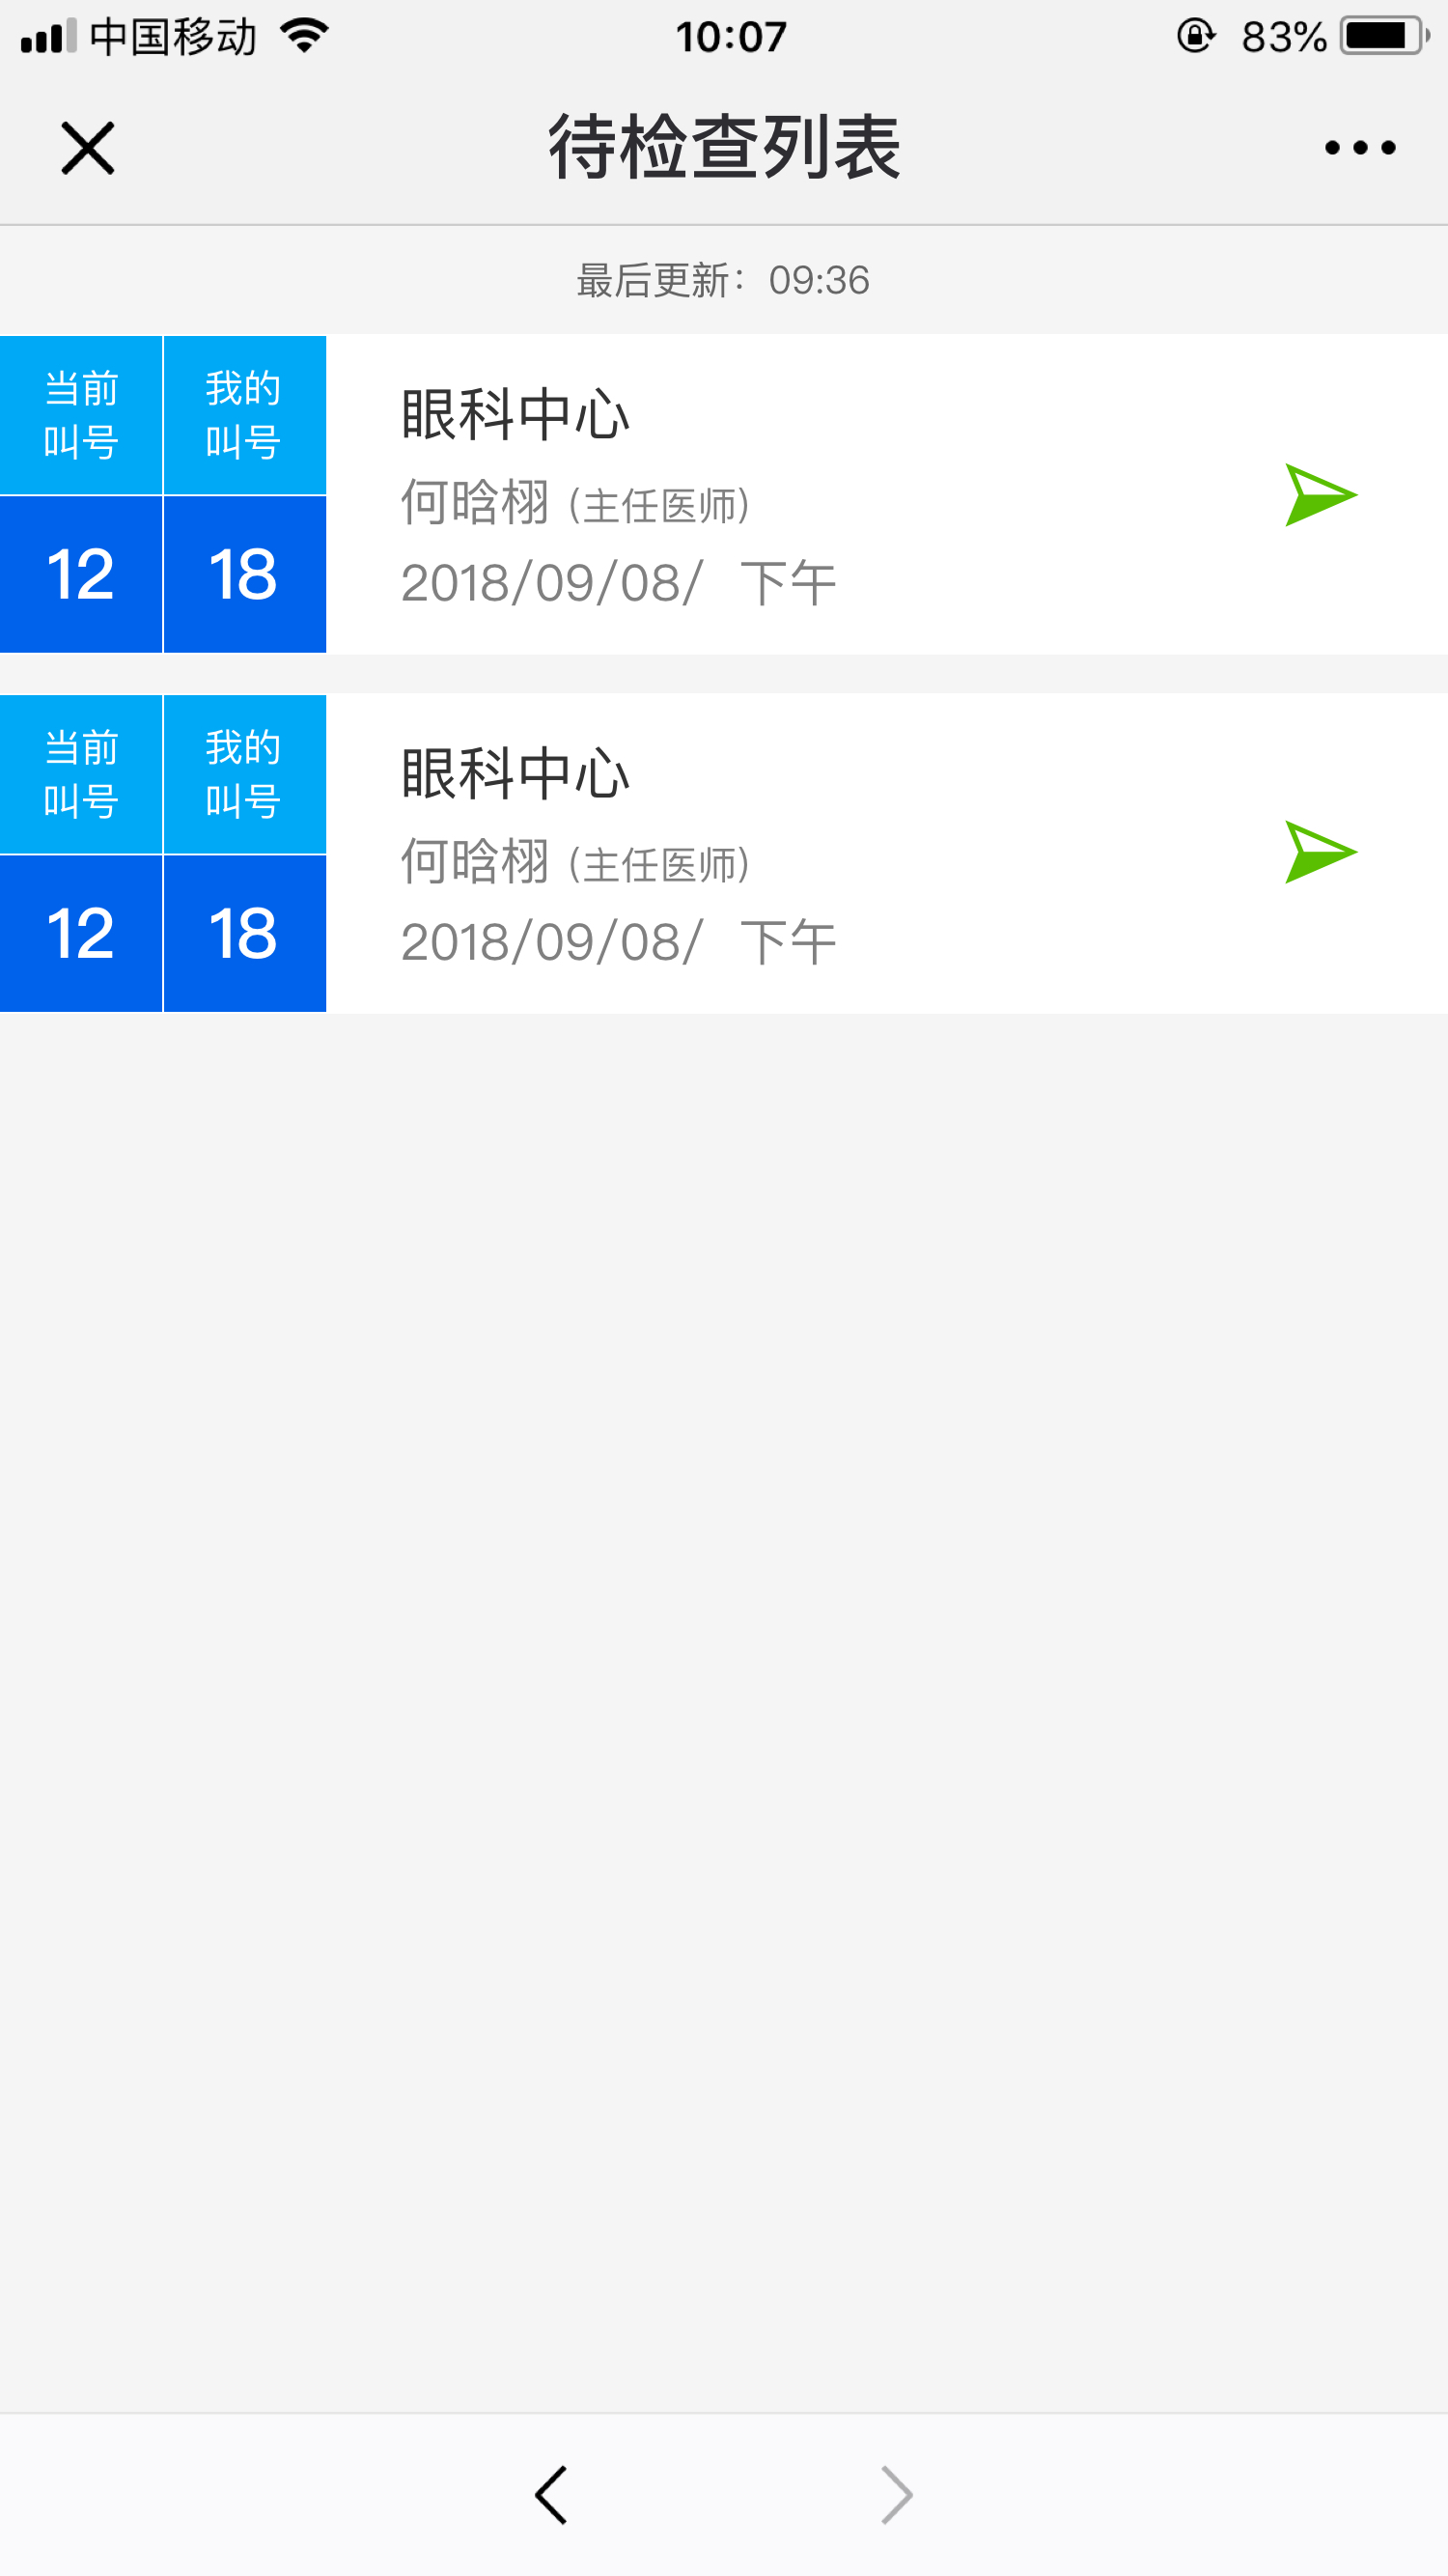 中国移动 10:07 83%
待检查列表
最后更新：09:36
当前叫号 我的叫号
12 18
眼科中心
何晗栩 (主任医师)
2018/09/08/ 下午
当前叫号 我的叫号
12 18
眼科中心
何晗栩 (主任医师)
2018/09/08/ 下午